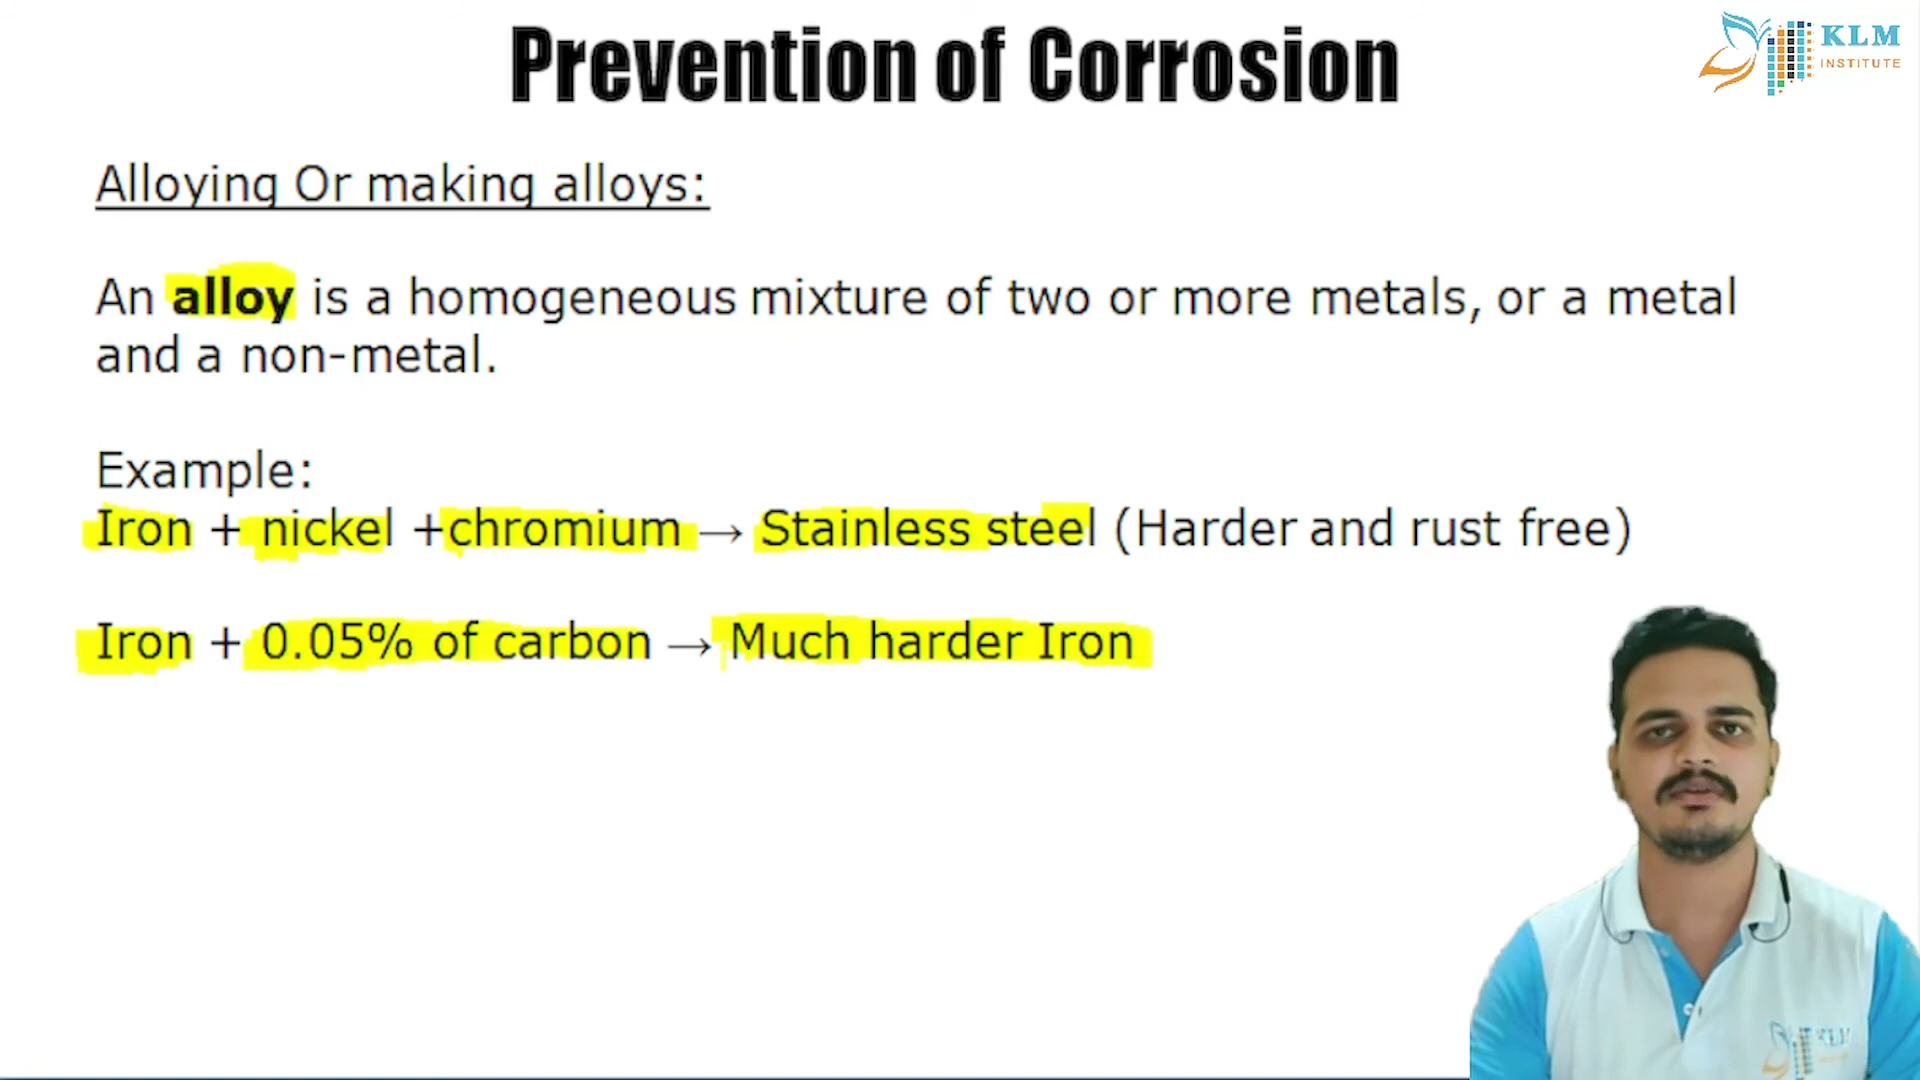 Prevention of Corrosion
KLM
INSTITUTE
Alloying Or making alloys:
An alloy is a homogeneous mixture of two or more metals, or a metal
and a non-metal.
Example:
Iron + nickel +chromium → Stainless steel (Harder and rust free)
Iron + 0.05% of carbon → Much harder Iron
KLM